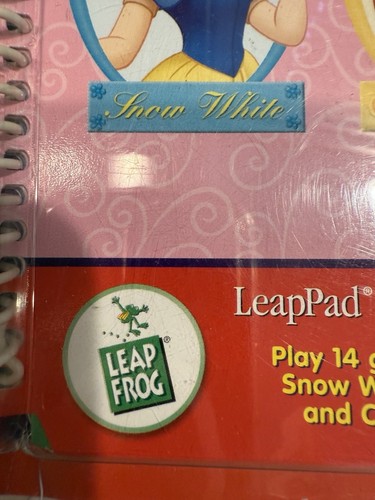 Snow White
LeapPad®
LEAP
FROG®
Play 14
Snow W
and C